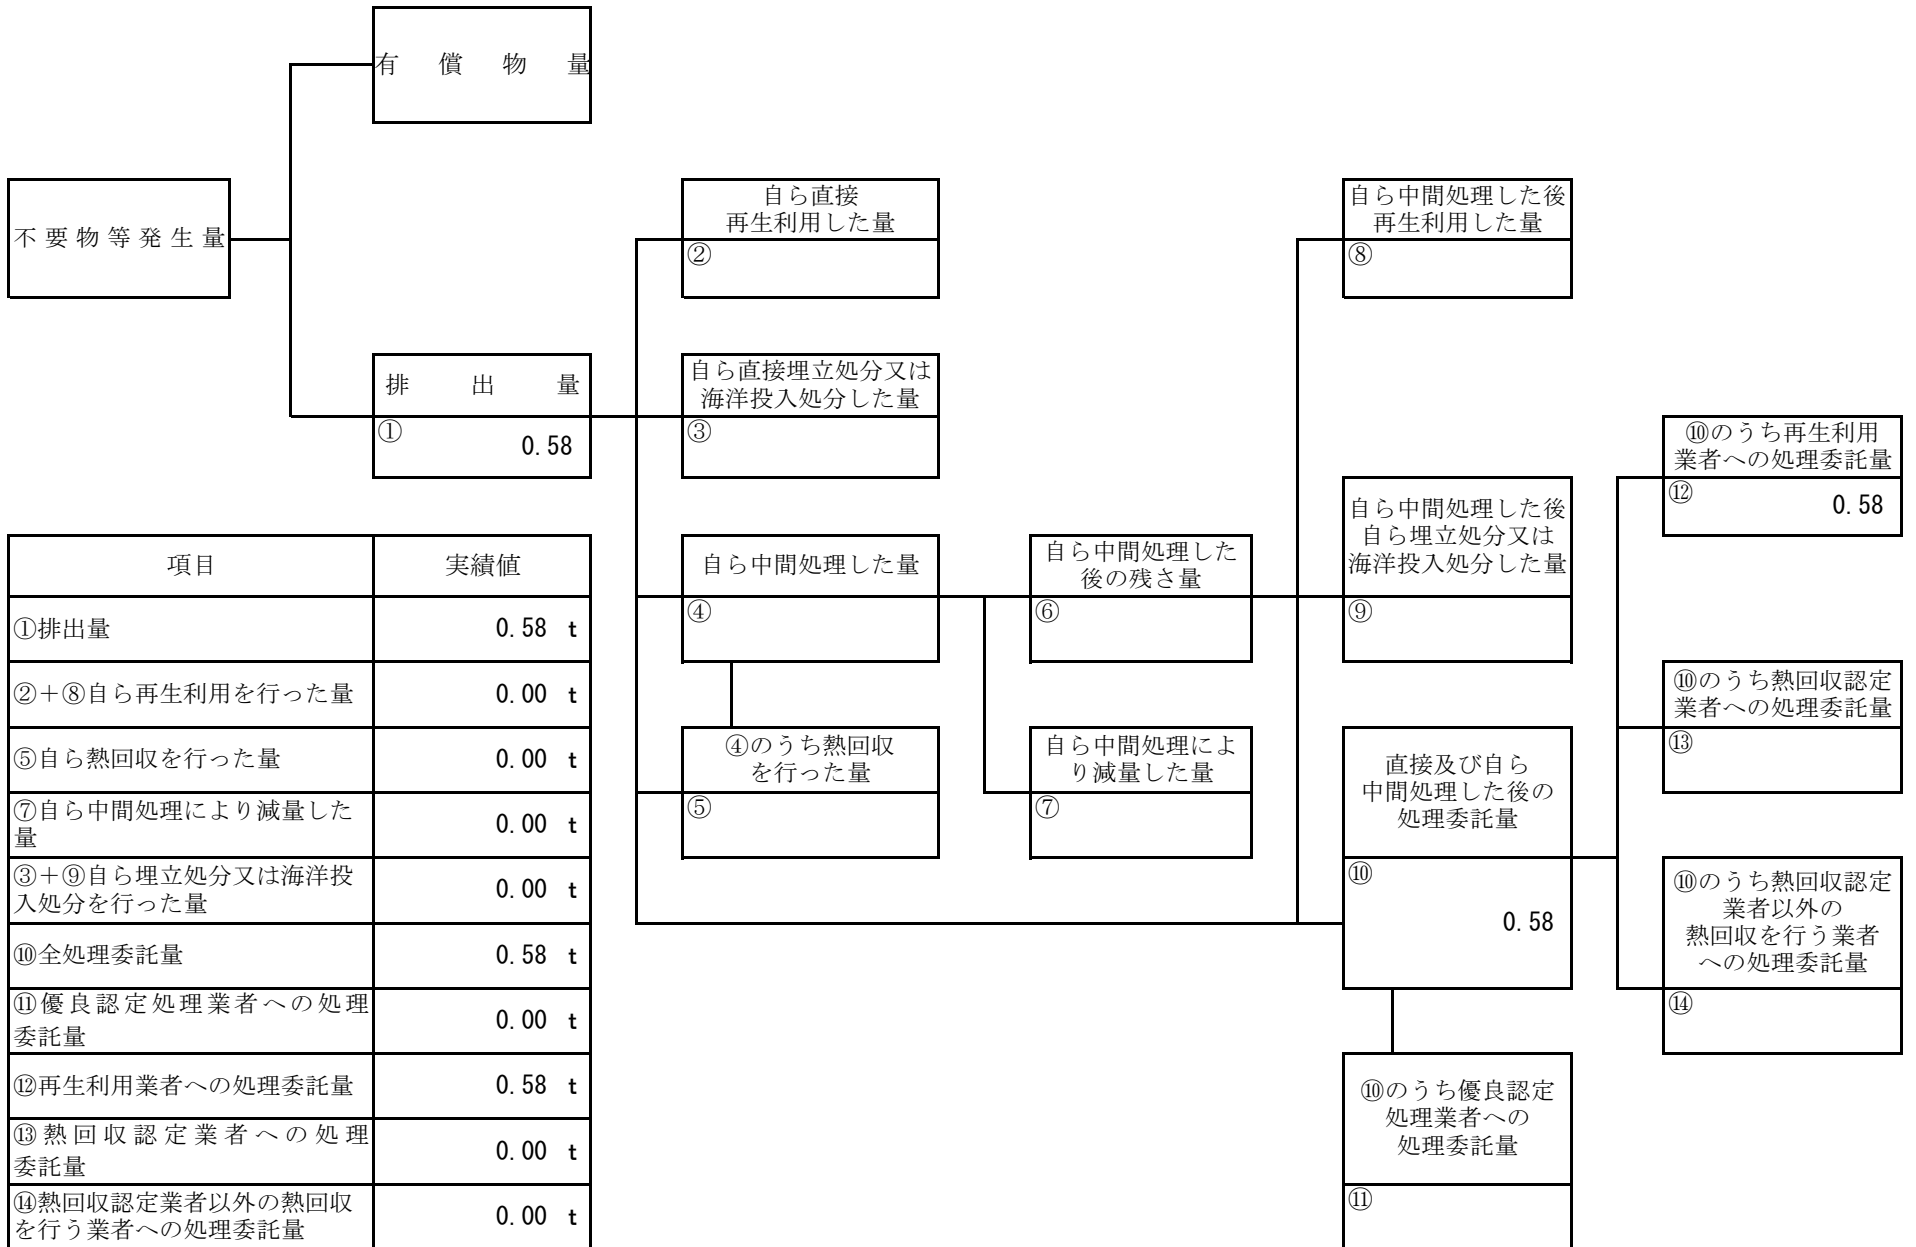 有償物量
不要物等発生量
排出量
①
0.58
自ら直接
再生利用した量
②
自ら直接埋立処分又は
海洋投入処分した量
③
自ら中間処理した量
④
④のうち熱回収
を行った量
⑤
自ら中間処理した
後の残さ量
⑥
自ら中間処理によ
り減量した量
⑦
自ら中間処理した後
再生利用した量
⑧
自ら中間処理した後
自ら埋立処分又は
海洋投入処分した量
⑨
直接及び自ら
中間処理した後の
処理委託量
⑩
0.58
⑩のうち優良認定
処理業者への
処理委託量
⑪
⑩のうち再生利用
業者への処理委託量
⑫
0.58
⑩のうち熱回収認定
業者への処理委託量
⑬
⑩のうち熱回収認定
業者以外の
熱回収を行う業者
への処理委託量
⑭
項目 実績値
①排出量 0.58 t
②＋⑧自ら再生利用を行った量 0.00 t
⑤自ら熱回収を行った量 0.00 t
⑦自ら中間処理により減量した
量 0.00 t
③＋⑨自ら埋立処分又は海洋投
入処分を行った量 0.00 t
⑩全処理委託量 0.58 t
⑪優良認定処理業者への処理
委託量 0.00 t
⑫再生利用業者への処理委託量 0.58 t
⑬熱回収認定業者への処理
委託量 0.00 t
⑭熱回収認定業者以外の熱回収
を行う業者への処理委託量 0.00 t